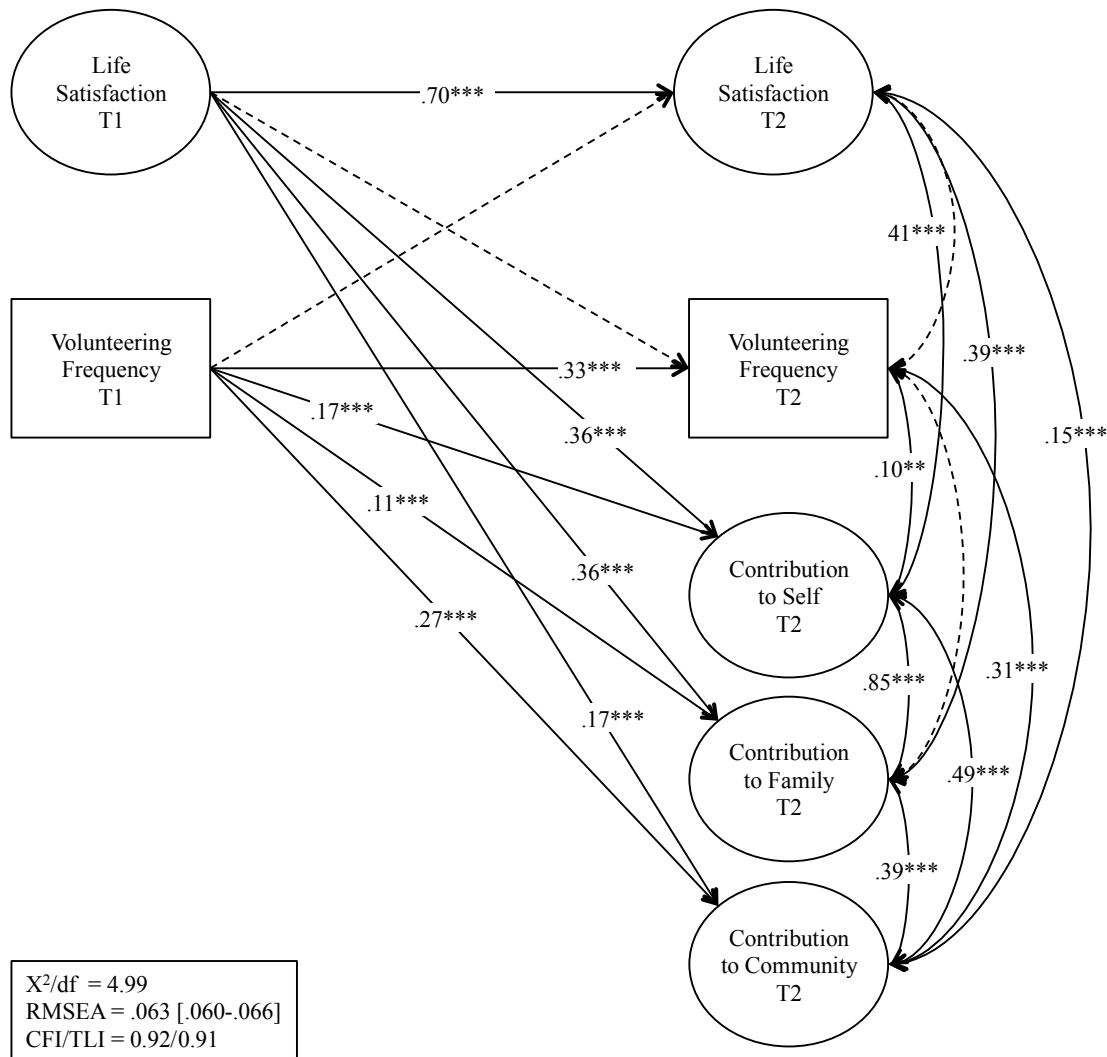 Life
Satisfaction
T1
.70***
Life
Satisfaction
T2
41***
Volunteering
Frequency
T1
.33***
Volunteering
Frequency
T2
.39***
.15***
.17***
.36***
.10**
.11***
Contribution
to Self
T2
.36***
.27***
.85***
.31***
.17***
Contribution
to Family
T2
.49***
.39***
Contribution
to Community
T2
X²/df = 4.99
RMSEA = .063 [.060-.066]
CFI/TLI = 0.92/0.91